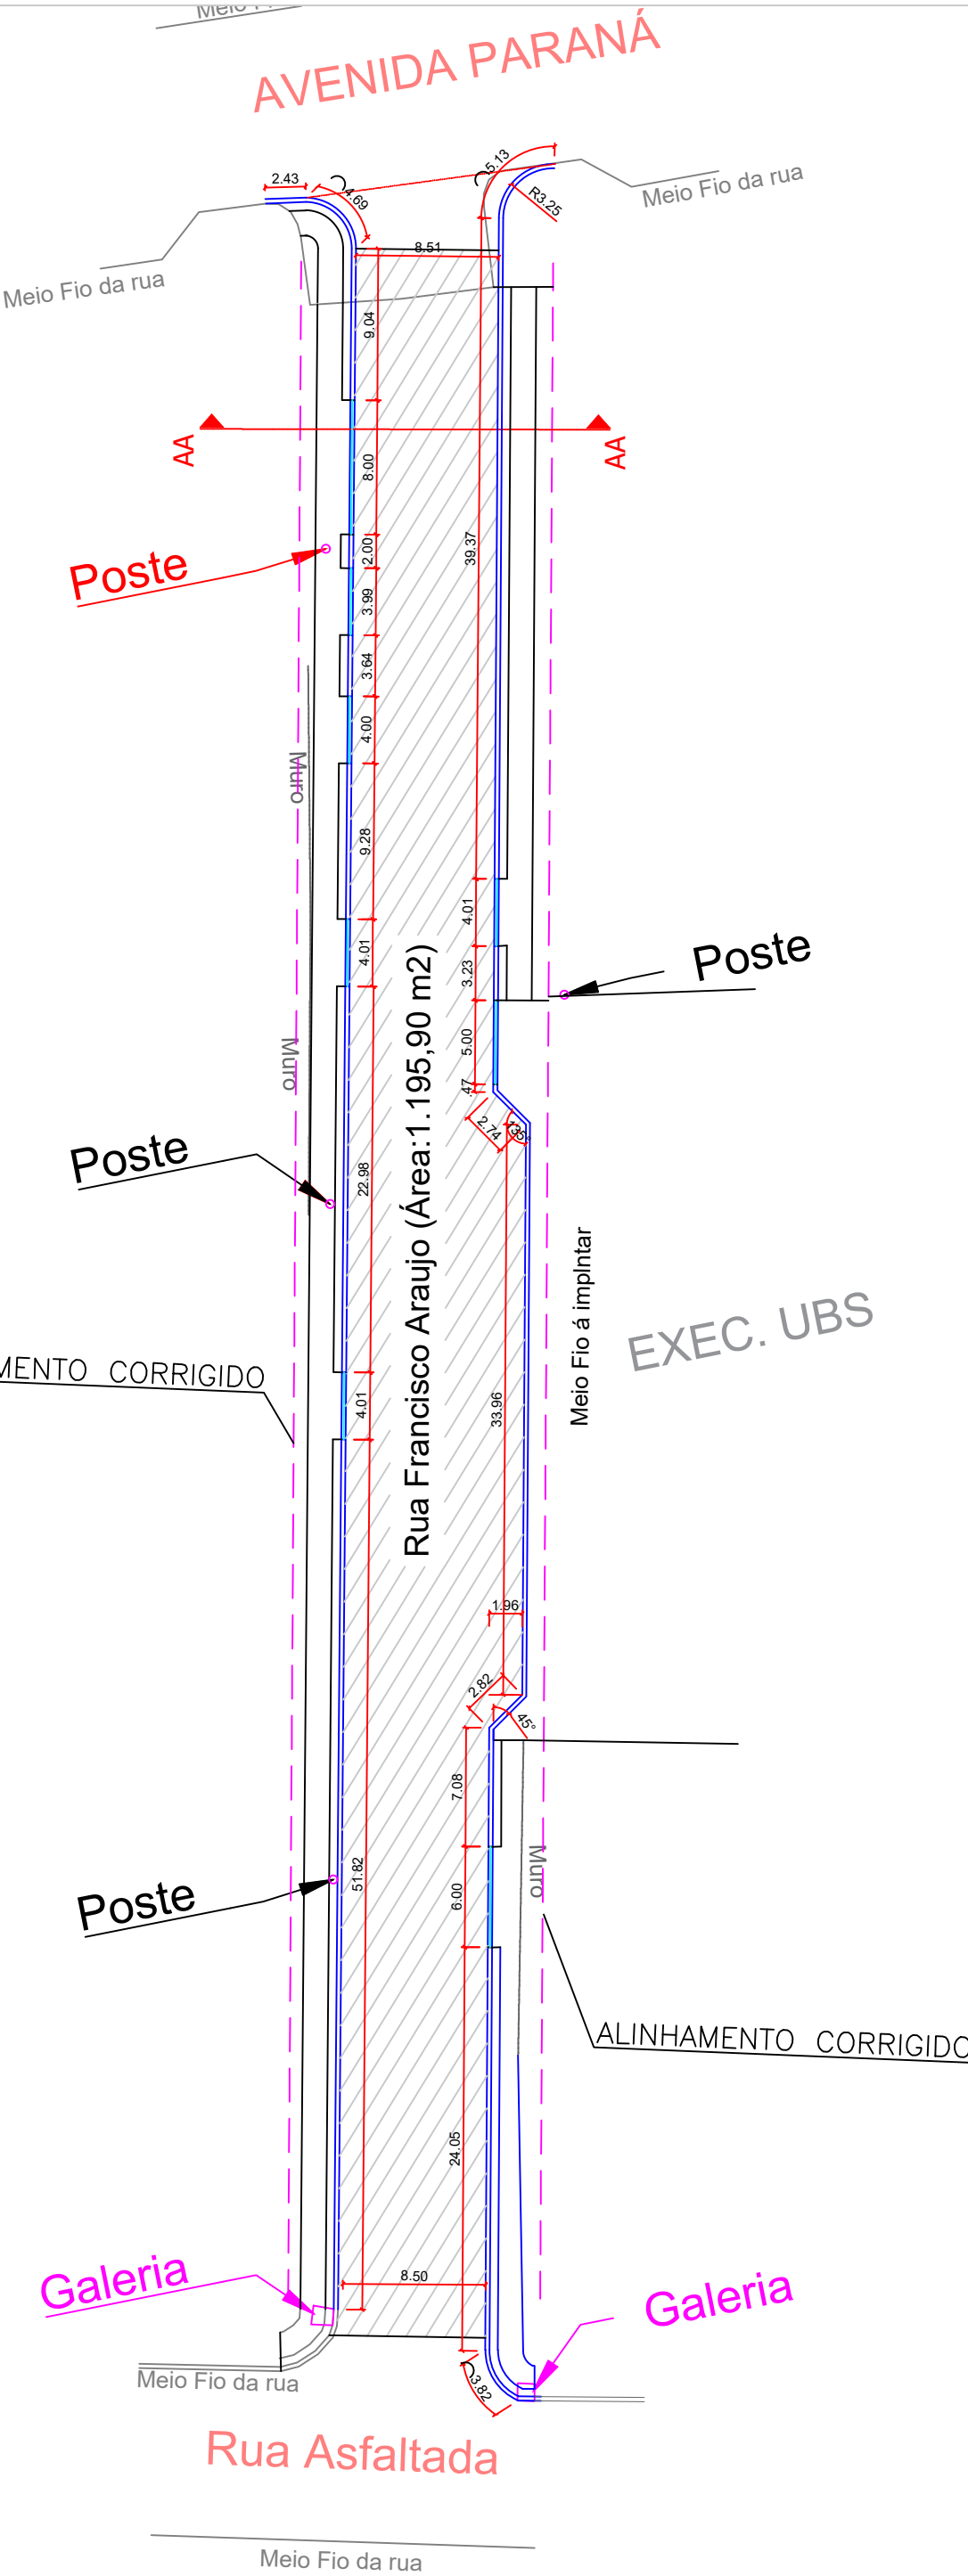 AVENIDA PARANÁ
2.43
4.69
5.13
R3.25
Meio Fio da rua
Meio Fio da rua
8.51
9.04
AA
AA
8.00
Poste
2.00
39.37
3.99
3.64
4.00
Muro
9.28
4.01
4.01
Poste
3.23
Rua Francisco Araujo (Área:1.195,90 m2)
5.00
Muro
.47
2.74
135°
Poste
22.98
Meio Fio á implntar
EXEC. UBS
MENTO CORRIGIDO
4.01
33.96
1.96
2.82
45°
7.08
51.82
Muro
6.00
Poste
ALINHAMENTO CORRIGIDO
24.05
Galeria
8.50
Galeria
Meio Fio da rua
3.82
Rua Asfaltada
Meio Fio da rua